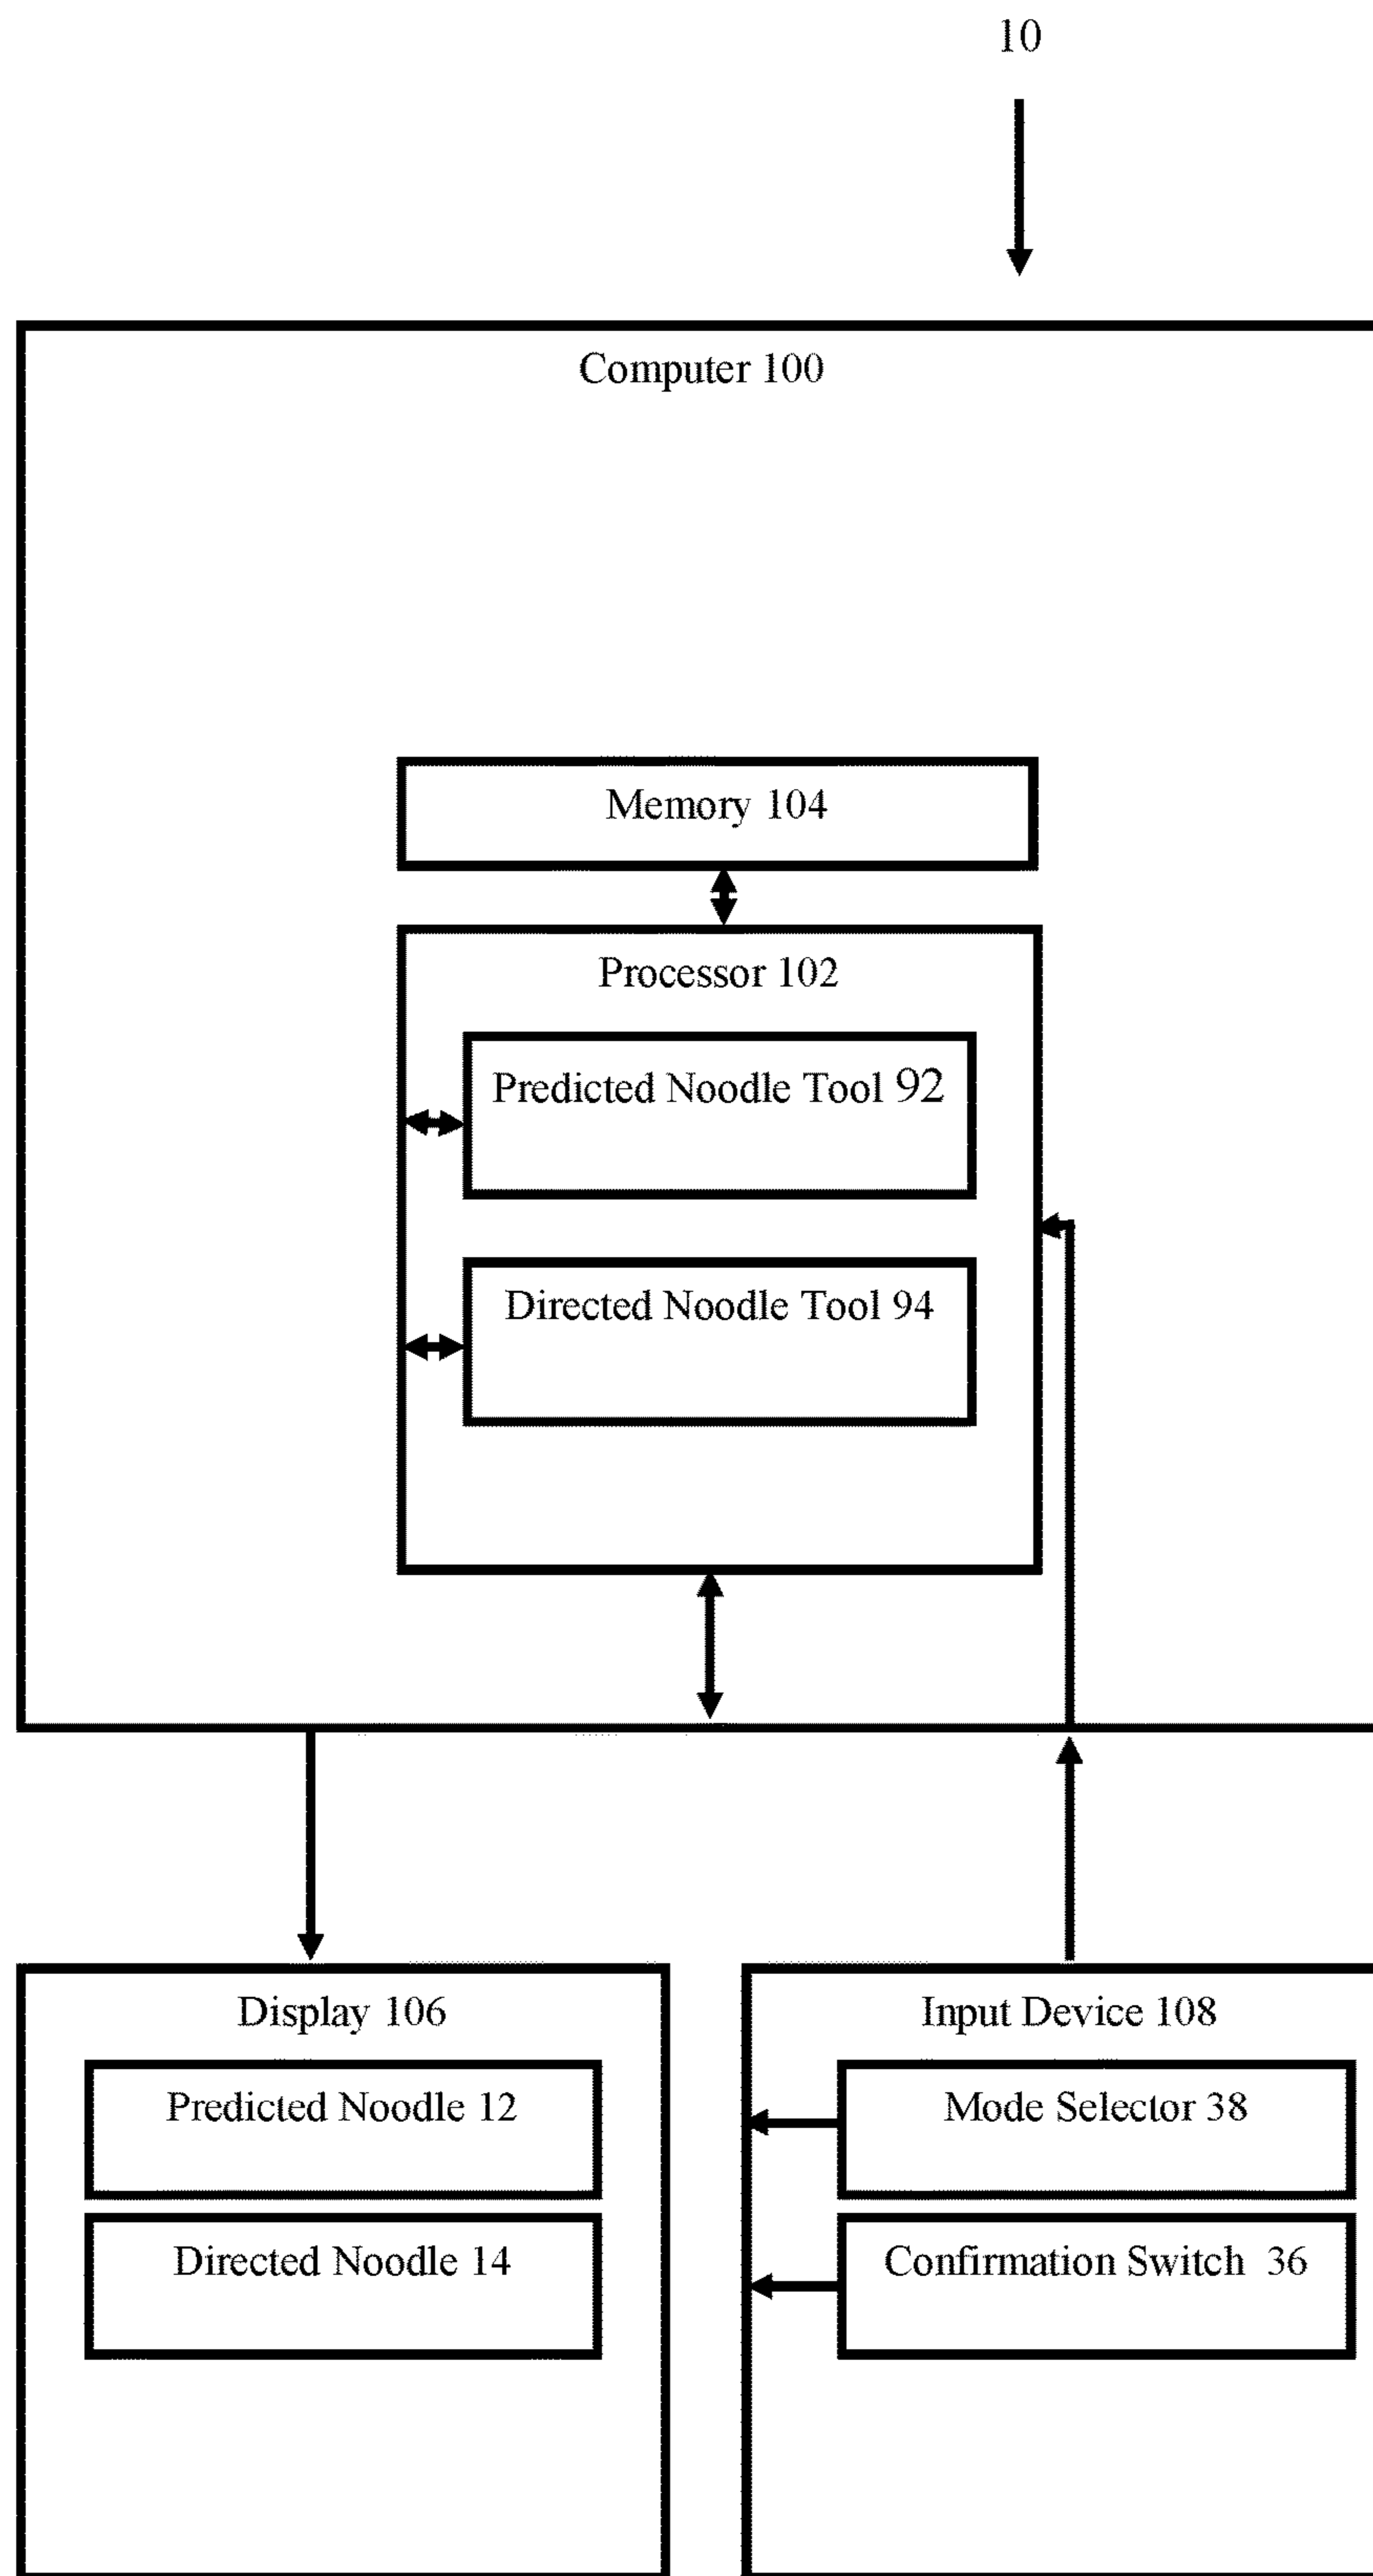 10
Computer 100
Memory 104
Processor 102
Predicted Noodle Tool 92
Directed Noodle Tool 94
Display 106
Predicted Noodle 12
Directed Noodle 14
Input Device 108
Mode Selector 38
Confirmation Switch 36